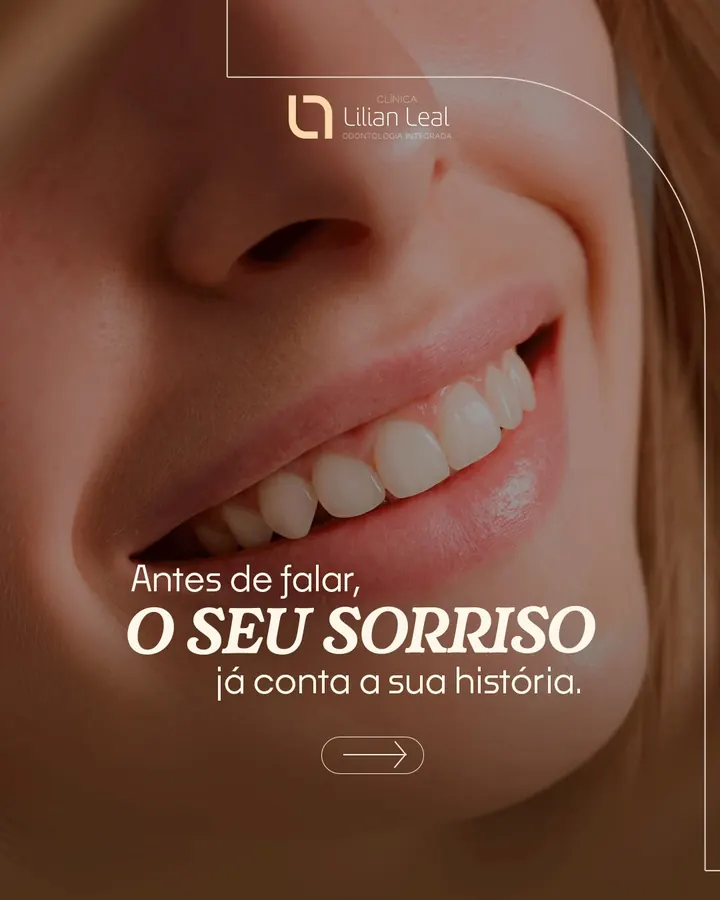 CLÍNICA
Lilian Leal
ODONTOLOGIA INTEGRADA
Antes de falar,
O SEU SORRISO
já conta a sua história.